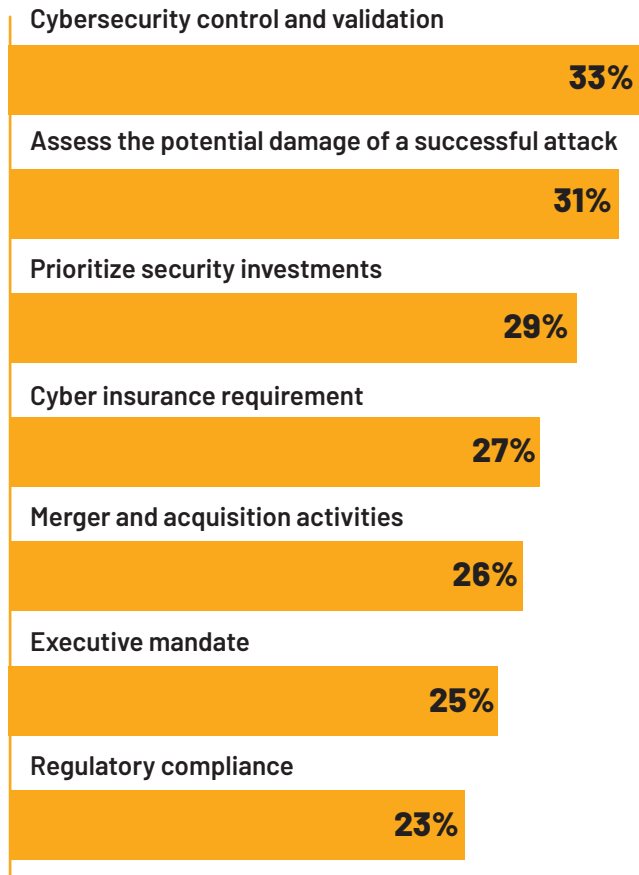 Cybersecurity control and validation
33%
Assess the potential damage of a successful attack
31%
Prioritize security investments
29%
Cyber insurance requirement
27%
Merger and acquisition activities
26%
Executive mandate
25%
Regulatory compliance
23%